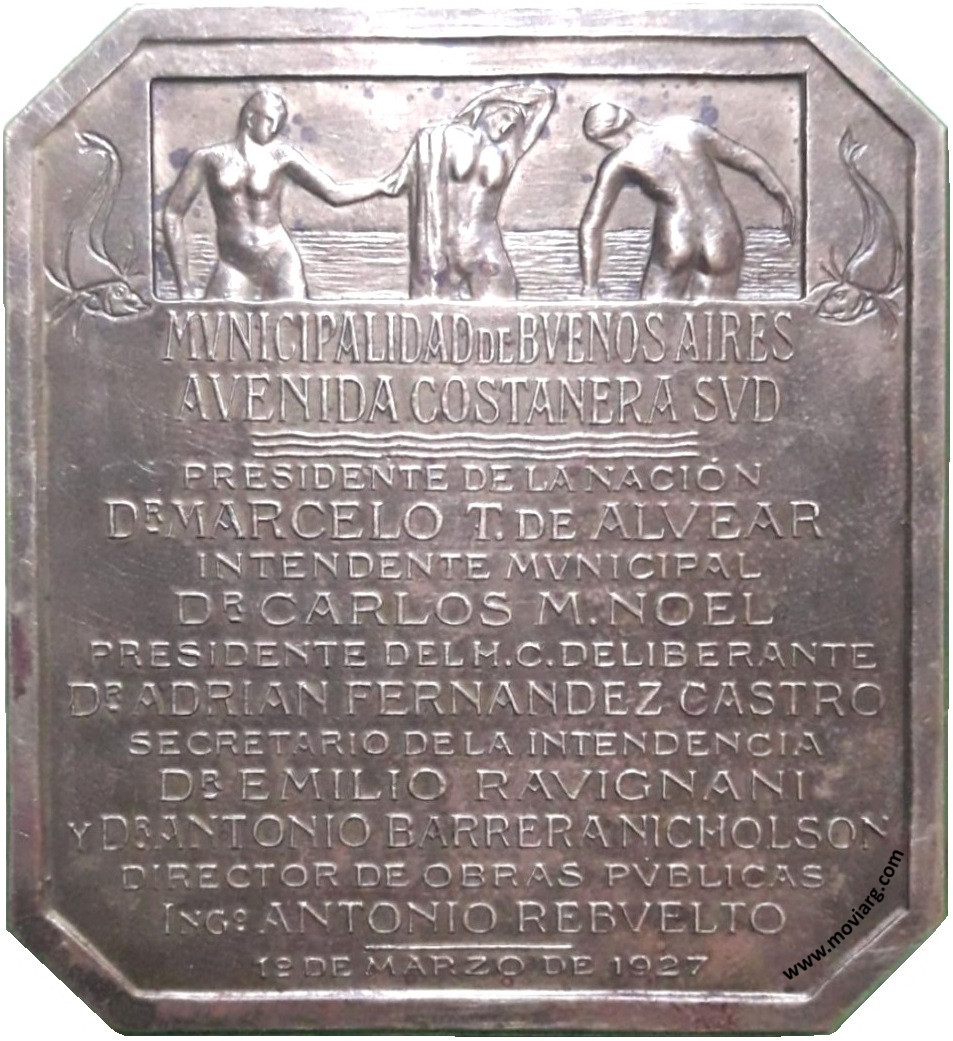 MVNICIPALIDAD DE BVENOS AIRES
AVENIDA COSTANERA SVD
PRESIDENTE DE LA NACIÓN
DR. MARCELO T. DE ALVEAR
INTENDENTE MVNICIPAL
DR. CARLOS M. NOEL
PRESIDENTE DEL H.C. DELIBERANTE
DR. ADRIAN FERNANDEZ CASTRO
SECRETARIO DE LA INTENDENCIA
DR. EMILIO RAVIGNANI
Y DR. ANTONIO BARRERA NICHOLSON
DIRECTOR DE OBRAS PVBLICAS
INGº ANTONIO REBVELTO
1º DE MARZO DE 1927
www.moviarg.com